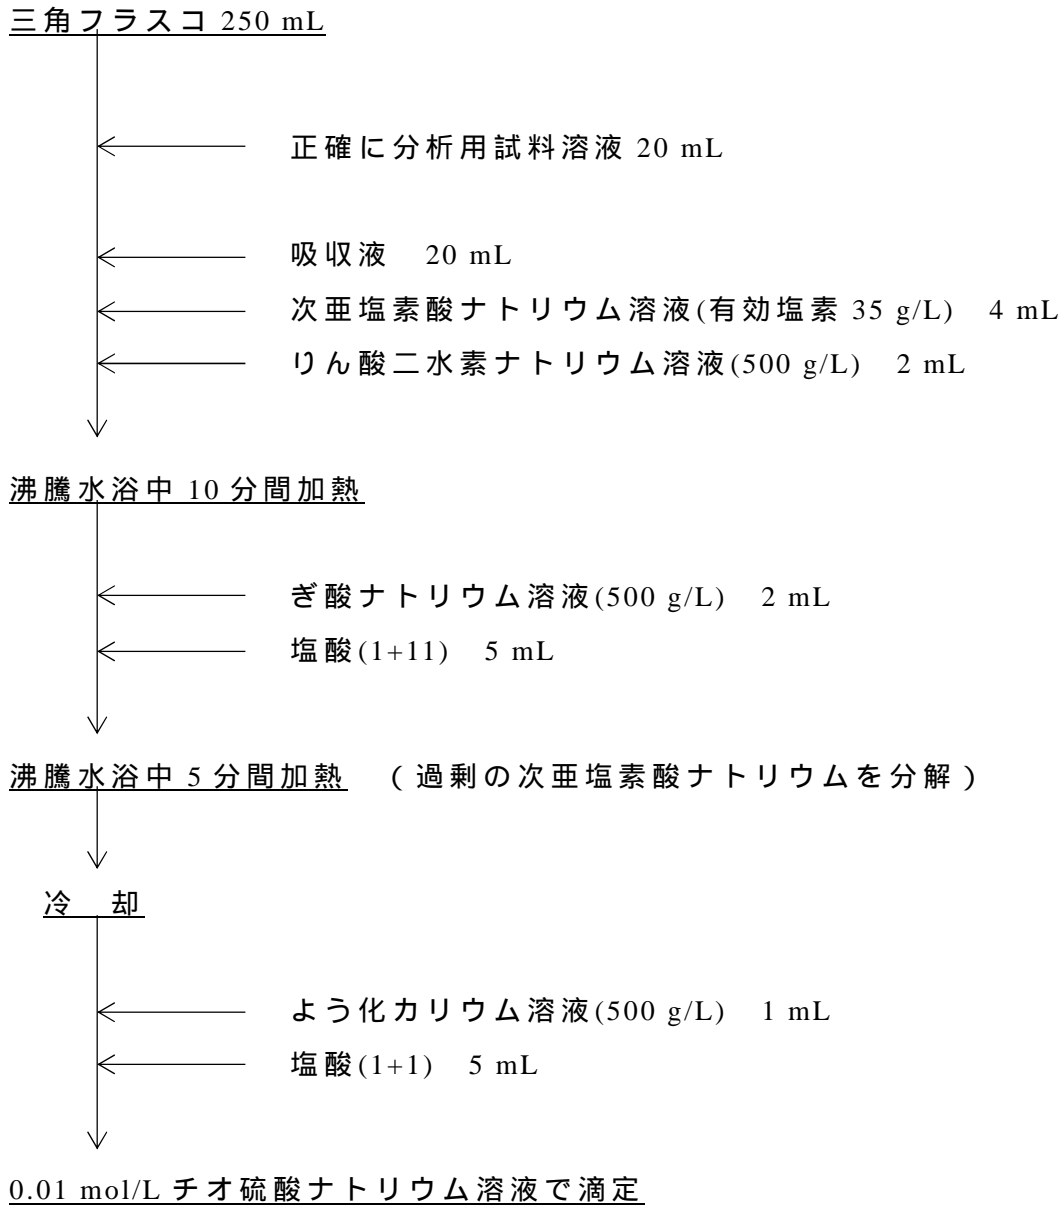 三角フラスコ 250 mL
正確に分析用試料溶液 20 mL
吸収液　20 mL
次亜塩素酸ナトリウム溶液(有効塩素 35 g/L)　4 mL
りん酸二水素ナトリウム溶液(500 g/L)　2 mL
沸騰水浴中 10 分間加熱
ぎ酸ナトリウム溶液(500 g/L)　2 mL
塩酸(1+11)　5 mL
沸騰水浴中 5 分間加熱　(過剰の次亜塩素酸ナトリウムを分解)
冷　却
よう化カリウム溶液(500 g/L)　1 mL
塩酸(1+1)　5 mL
0.01 mol/L チオ硫酸ナトリウム溶液で滴定